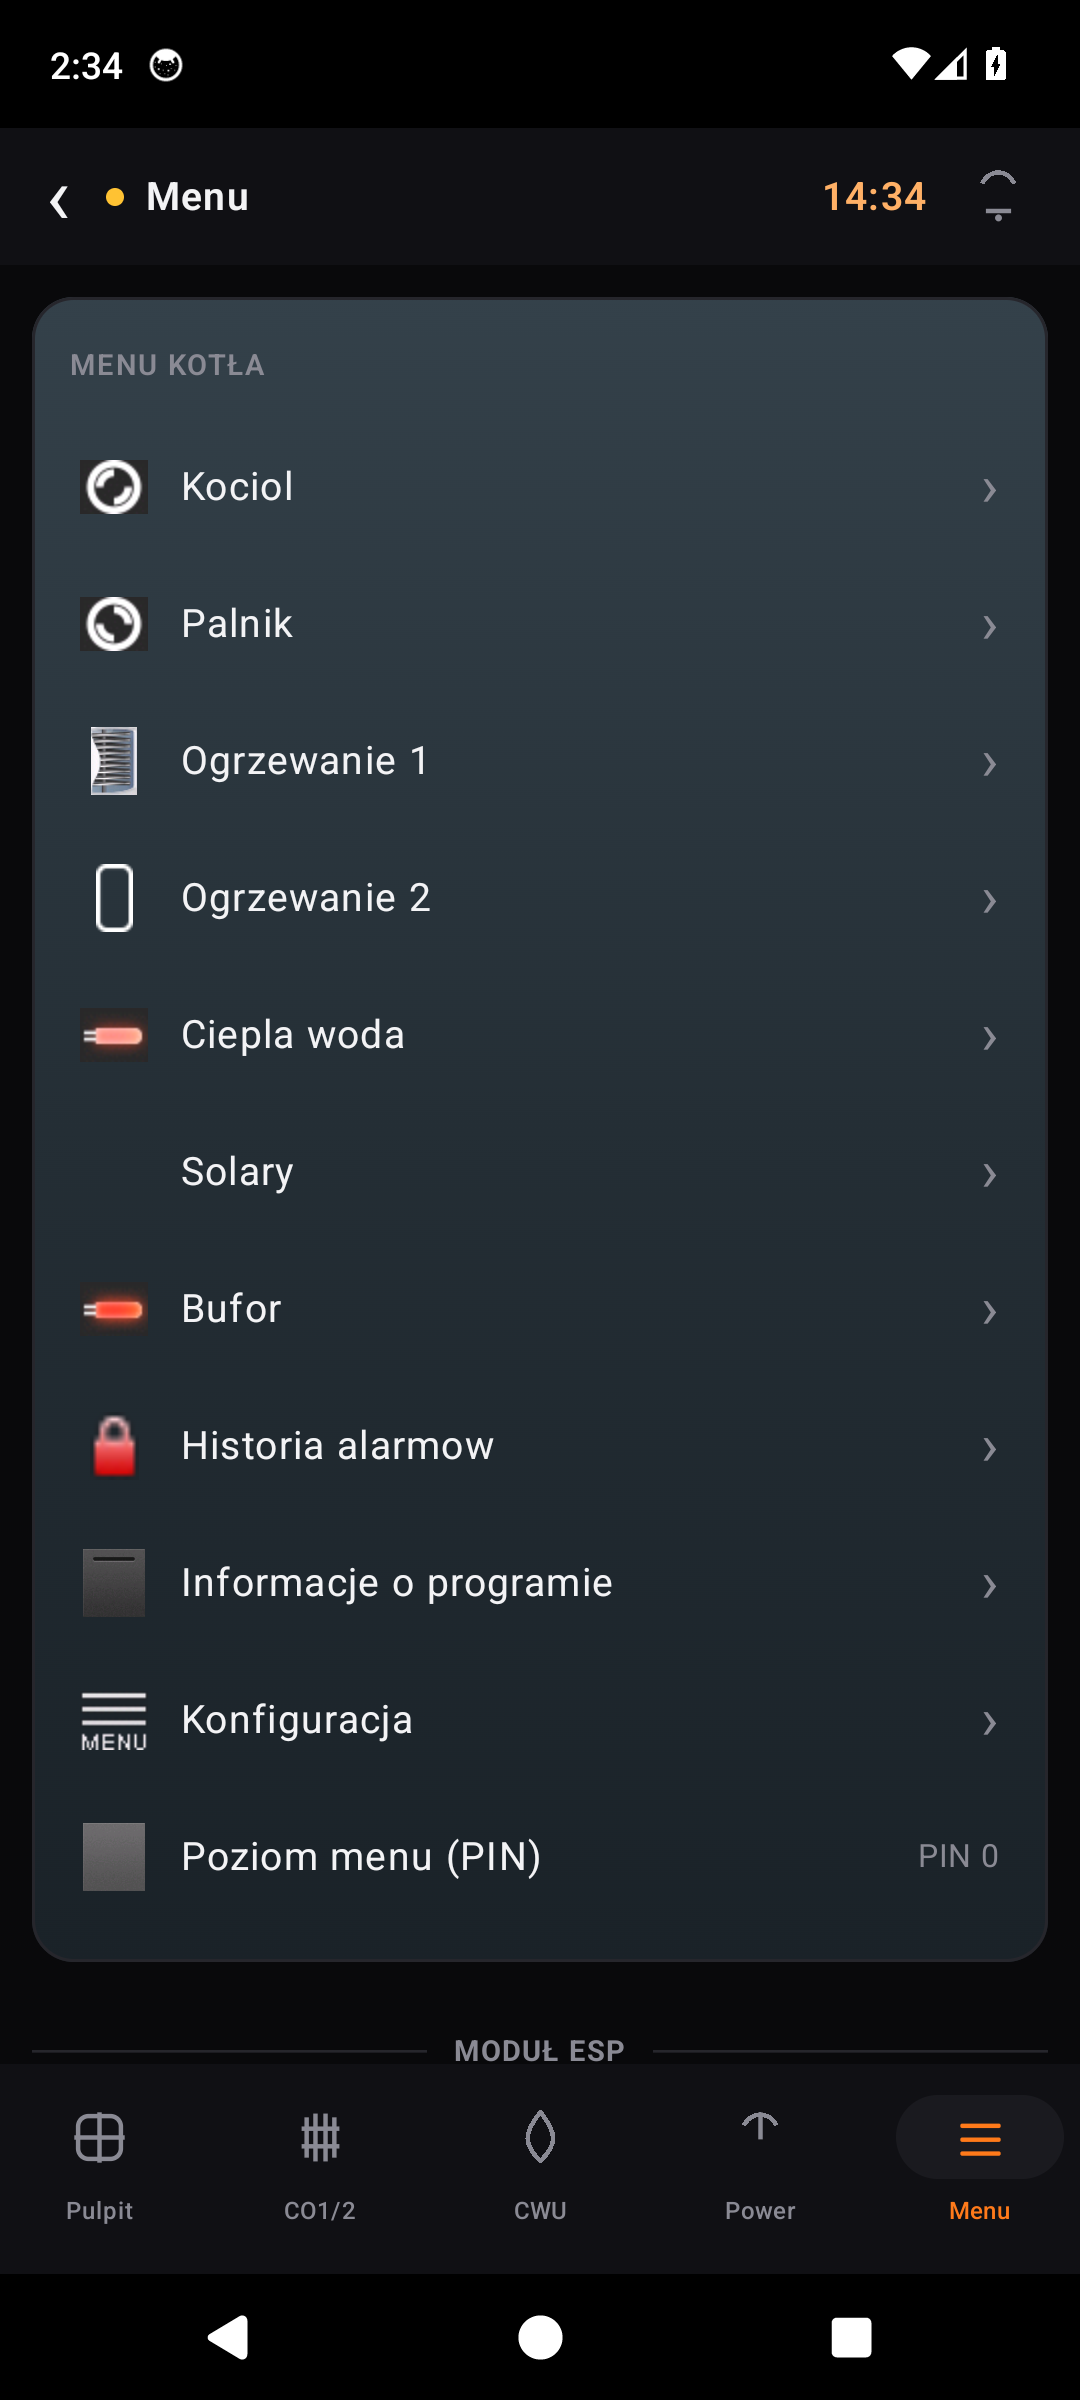 2:34
Menu
14:34
MENU KOTŁA
Kociol
Palnik
Ogrzewanie 1
Ogrzewanie 2
Ciepla woda
Solary
Bufor
Historia alarmow
Informacje o programie
MENU
Konfiguracja
Poziom menu (PIN)
PIN 0
MODUŁ ESP
Pulpit
CO1/2
CWU
Power
Menu